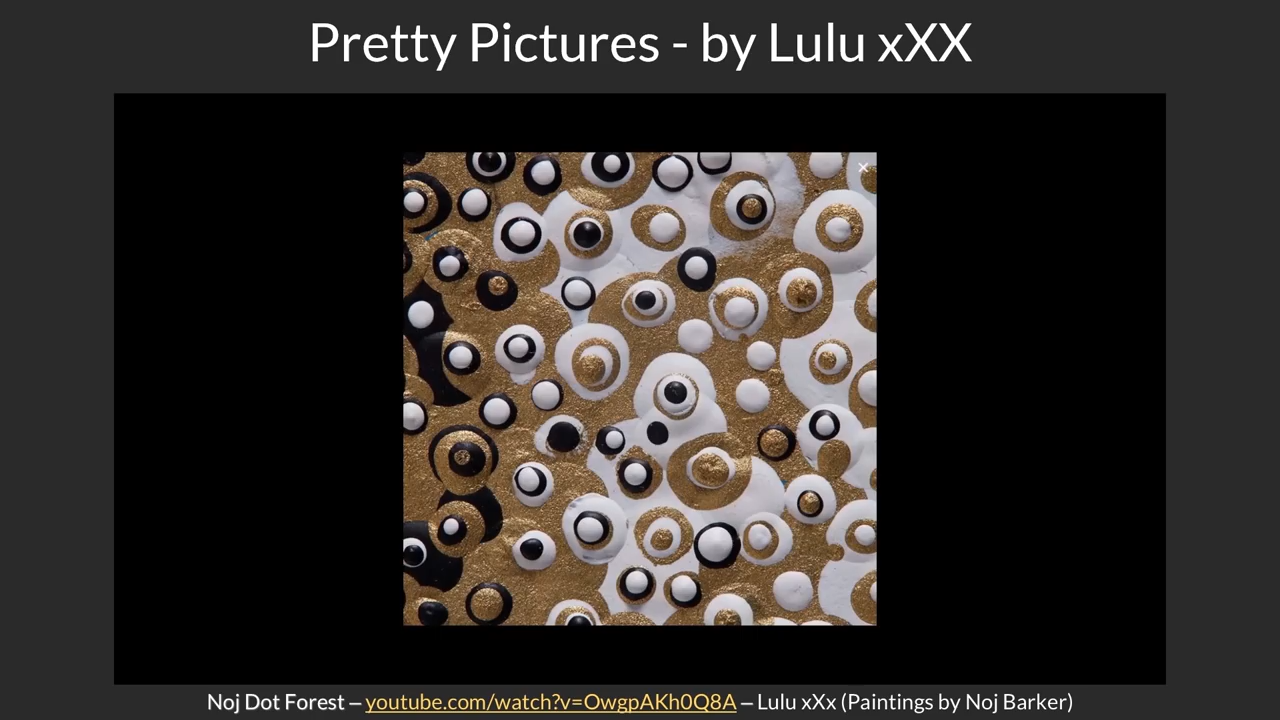 Pretty Pictures - by Lulu xXX
Noj Dot Forest – youtube.com/watch?v=OwgpAKh0Q8A – Lulu xXx (Paintings by Noj Barker)